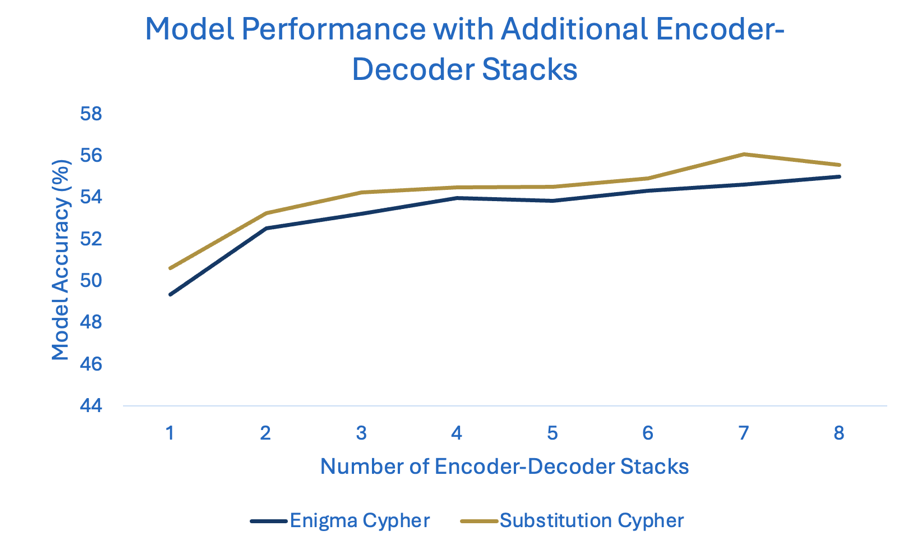 Model Performance with Additional Encoder-
Decoder Stacks
Model Accuracy (%)
58
56
54
52
50
48
46
44
1 2 3 4 5 6 7 8
Number of Encoder-Decoder Stacks
Enigma Cypher Substitution Cypher